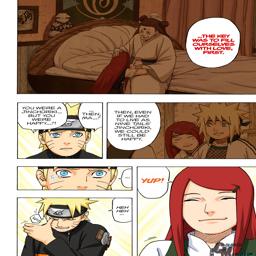 ...THE KEY
WAS TO FILL
OURSELVES
WITH LOVE,
FIRST.
YOU WERE A
JINCHŪRIKI...
BUT YOU
WERE
HAPPY...?
...
THEN,
MA...
THEN, EVEN
IF WE HAD
TO LIVE AS
NINE TAILS'
JINCHŪRIKI,
WE COULD
STILL BE
HAPPY.
...
YUP!
HEH
HEH...